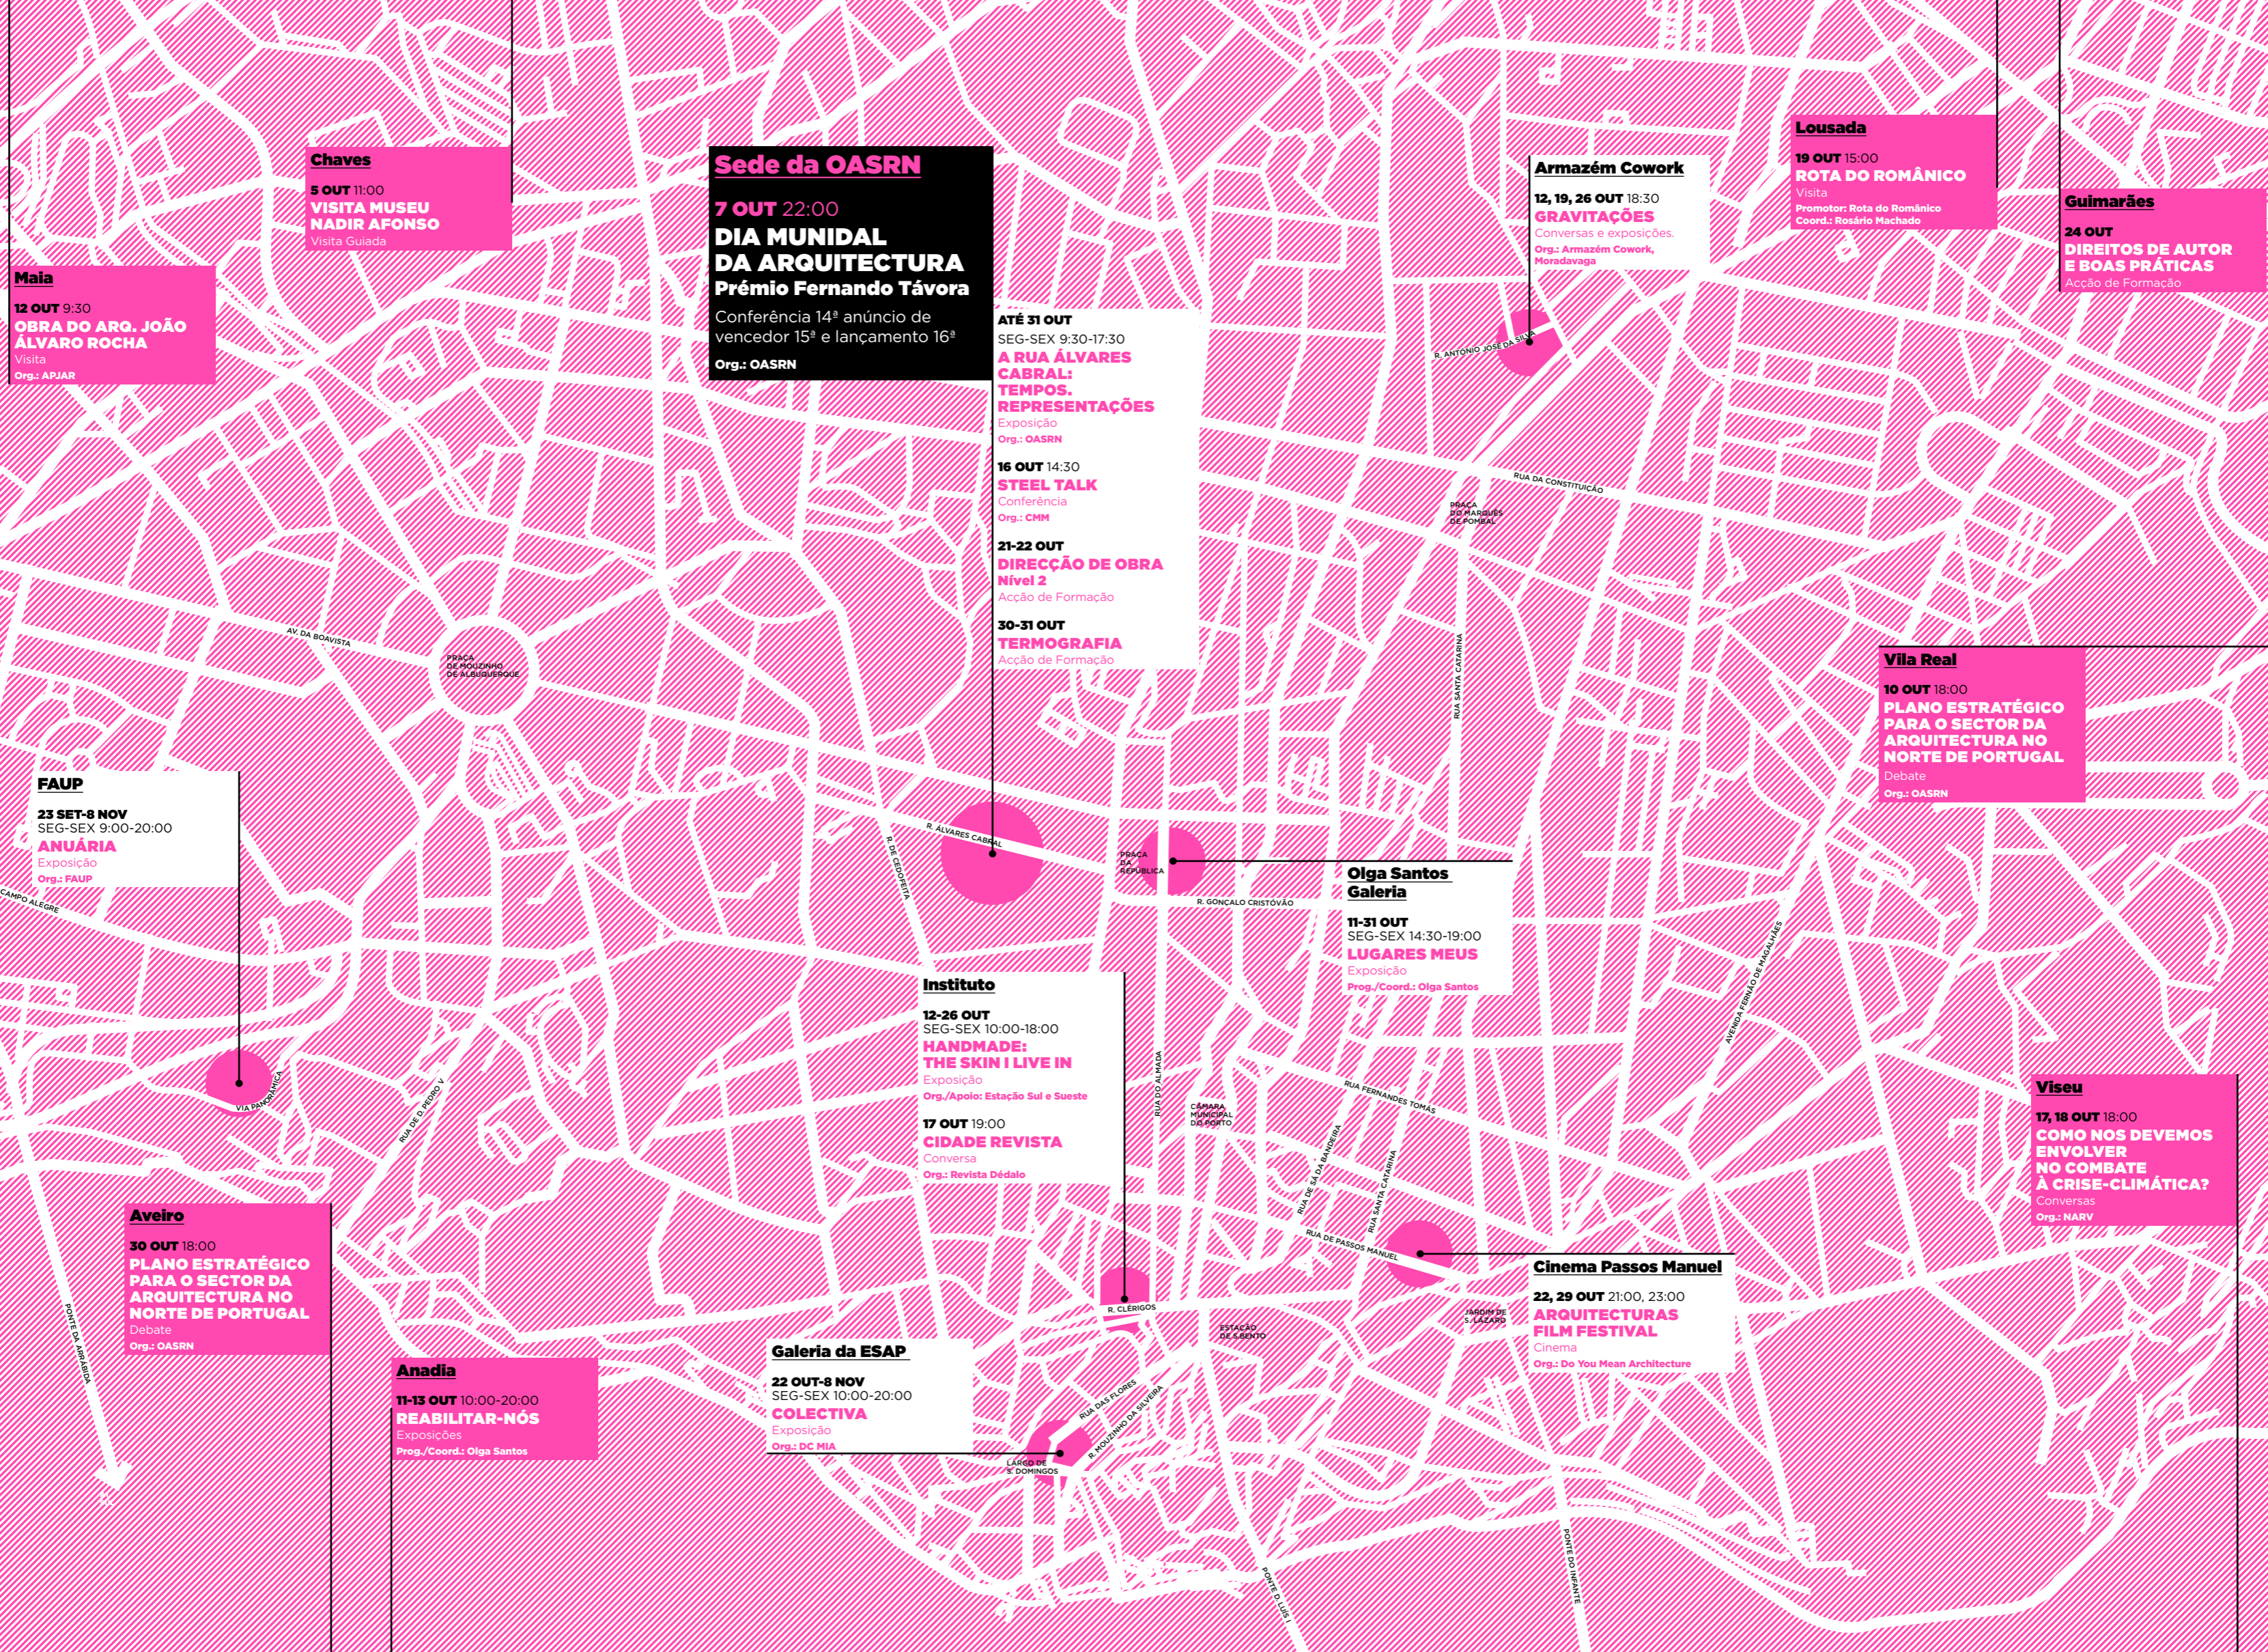 Chaves
5 OUT 11:00
VISITA MUSEU
NADIR AFONSO
Visita Guiada
Maia
12 OUT 9:30
OBRA DO ARQ. JOÃO
ÁLVARO ROCHA
Visita
Org.: APJAR
Sede da OASRN
7 OUT 22:00
DIA MUNIDAL
DA ARQUITECTURA
Prémio Fernando Távora
Conferência 14ª anúncio de
vencedor 15ª e lançamento 16ª
Org.: OASRN
ATÉ 31 OUT
SEG-SEX 9:30-17:30
A RUA ÁLVARES
CABRAL:
TEMPOS.
REPRESENTAÇÕES
Exposição
Org.: OASRN
16 OUT 14:30
STEEL TALK
Conferência
Org.: CMM
21-22 OUT
DIRECÇÃO DE OBRA
Nível 2
Acção de Formação
30-31 OUT
TERMOGRAFIA
Acção de Formação
Armazém Cowork
12, 19, 26 OUT 18:30
GRAVITAÇÕES
Conversas e exposições.
Org.: Armazém Cowork,
Moradavaga
R. ANTÓNIO JOSÉ DA SILVA
Lousada
19 OUT 15:00
ROTA DO ROMÂNICO
Visita
Promotor: Rota do Românico
Coord.: Rosário Machado
Guimarães
24 OUT
DIREITOS DE AUTOR
E BOAS PRÁTICAS
Acção de Formação
RUA DA CONSTITUIÇÃO
PRAÇA
DO MARQUÊS
DE POMBAL
AV. DA BOAVISTA
PRAÇA
DE MOUZINHO
DE ALBUQUERQUE
RUA SANTA CATARINA
Vila Real
10 OUT 18:00
PLANO ESTRATÉGICO
PARA O SECTOR DA
ARQUITECTURA NO
NORTE DE PORTUGAL
Debate
Org.: OASRN
FAUP
23 SET-8 NOV
SEG-SEX 9:00-20:00
ANUÁRIA
Exposição
Org.: FAUP
CAMPO ALEGRE
R. ÁLVARES CABRAL
R. DE CEDOFEITA
PRAÇA
DA
REPÚBLICA
R. GONÇALO CRISTÓVÃO
Olga Santos
Galeria
11-31 OUT
SEG-SEX 14:30-19:00
LUGARES MEUS
Exposição
Prog./Coord.: Olga Santos
AVENIDA FERNÃO DE MAGALHÃES
Instituto
12-26 OUT
SEG-SEX 10:00-18:00
HANDMADE:
THE SKIN I LIVE IN
Exposição
Org./Apoio: Estação Sul e Sueste
17 OUT 19:00
CIDADE REVISTA
Conversa
Org.: Revista Dédalo
VIA PANORÂMICA
RUA DE D. PEDRO V
RUA DO ALMADA
CÂMARA
MUNICIPAL
DO PORTO
RUA FERNANDES TOMÁS
RUA DE SÁ DA BANDEIRA
RUA SANTA CATARINA
RUA DE PASSOS MANUEL
Viseu
17, 18 OUT 18:00
COMO NOS DEVEMOS
ENVOLVER
NO COMBATE
À CRISE-CLIMÁTICA?
Conversas
Org.: NARV
Aveiro
30 OUT 18:00
PLANO ESTRATÉGICO
PARA O SECTOR DA
ARQUITECTURA NO
NORTE DE PORTUGAL
Debate
Org.: OASRN
PONTE DA ARRÁBIDA
Anadia
11-13 OUT 10:00-20:00
REABILITAR-NÓS
Exposições
Prog./Coord.: Olga Santos
R. CLÉRIGOS
ESTAÇÃO
DE S.BENTO
JARDIM DE
S. LÁZARO
Cinema Passos Manuel
22, 29 OUT 21:00, 23:00
ARQUITECTURAS
FILM FESTIVAL
Cinema
Org.: Do You Mean Architecture
Galeria da ESAP
22 OUT-8 NOV
SEG-SEX 10:00-20:00
COLECTIVA
Exposição
Org.: DC MIA
RUA DAS FLORES
R. MOUZINHO DA SILVEIRA
LARGO DE
S. DOMINGOS
PONTE D. LUÍS I
PONTE DO INFANTE